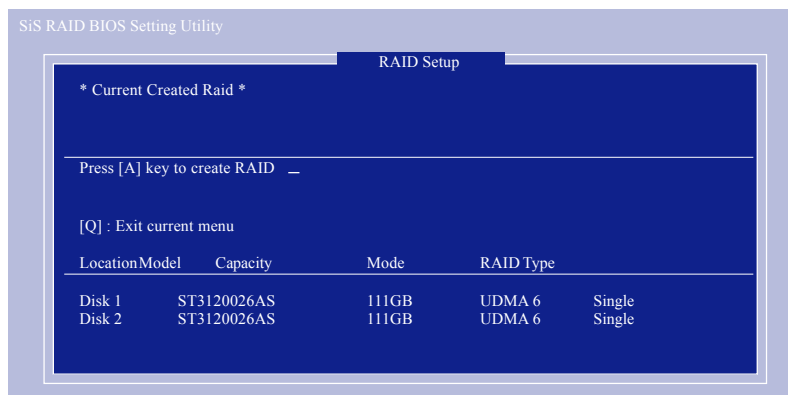 SiS RAID BIOS Setting Utility
RAID Setup
* Current Created Raid *
Press [A] key to create RAID _
[Q] : Exit current menu
LocationModel Capacity Mode RAID Type
Disk 1 ST3120026AS 111GB UDMA 6 Single
Disk 2 ST3120026AS 111GB UDMA 6 Single